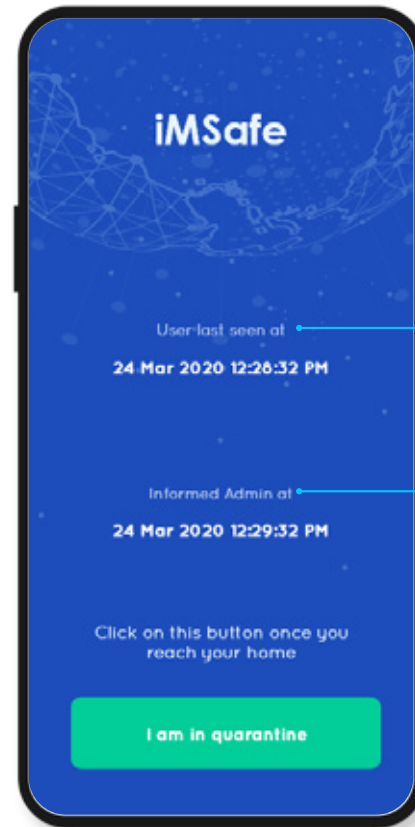 iMSafe
User last seen at
24 Mar 2020 12:28:32 PM
Informed Admin at
24 Mar 2020 12:29:32 PM
Click on this button once you
reach your home
I am in quarantine